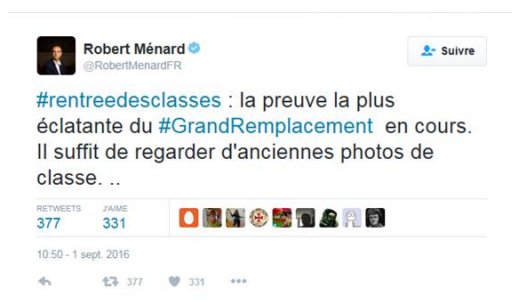 Robert Ménard
@RobertMenardFR
Suivre
#rentreedesclasses : la preuve la plus
éclatante du #GrandRemplacement en cours.
Il suffit de regarder d'anciennes photos de
classe. ..
RETWEETS J'AIME
377 331
10:50 - 1 sept. 2016
377 331